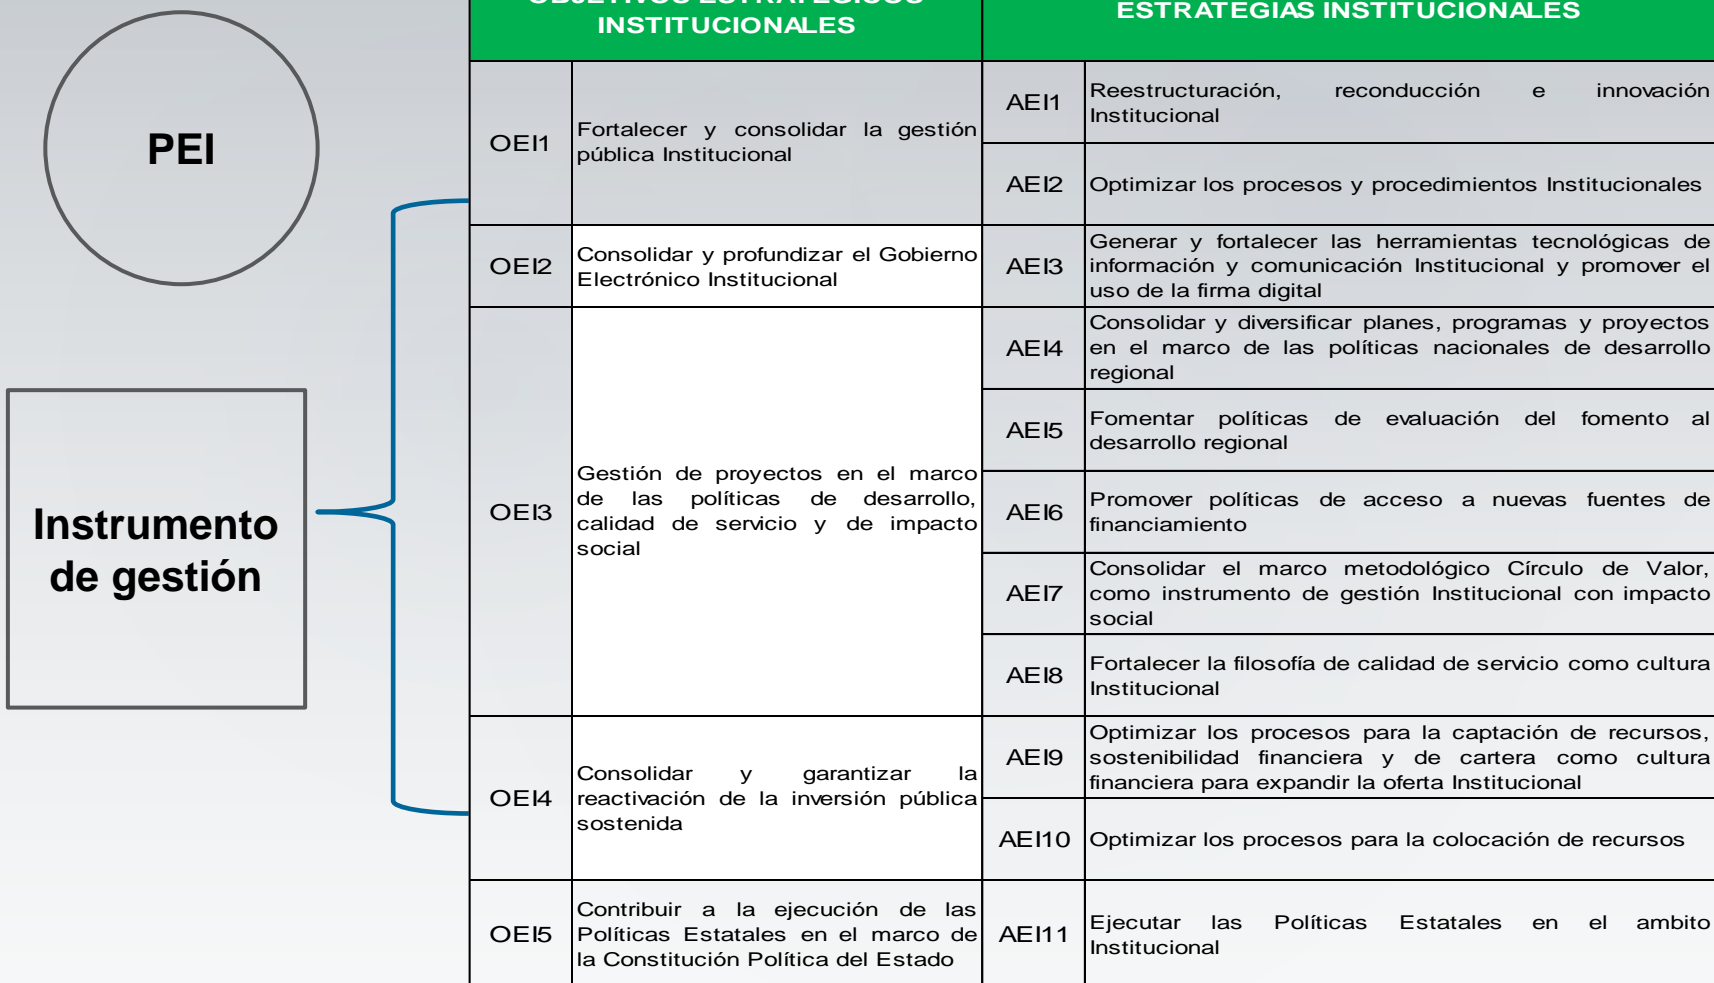 PEI
Instrumento
de gestión
OBJETIVOS ESTRATEGICOS
INSTITUCIONALES
ESTRATEGIAS INSTITUCIONALES
OEI1
Fortalecer y consolidar la gestión
pública Institucional
AEI1
Reestructuración, reconducción e innovación
Institucional
AEI2
Optimizar los procesos y procedimientos Institucionales
OEI2
Consolidar y profundizar el Gobierno
Electrónico Institucional
AEI3
Generar y fortalecer las herramientas tecnológicas de
información y comunicación Institucional y promover el
uso de la firma digital
OEI3
Gestión de proyectos en el marco
de las políticas de desarrollo,
calidad de servicio y de impacto
social
AEI4
Consolidar y diversificar planes, programas y proyectos
en el marco de las políticas nacionales de desarrollo
regional
AEI5
Fomentar políticas de evaluación del fomento al
desarrollo regional
AEI6
Promover políticas de acceso a nuevas fuentes de
financiamiento
AEI7
Consolidar el marco metodológico Círculo de Valor,
como instrumento de gestión Institucional con impacto
social
AEI8
Fortalecer la filosofía de calidad de servicio como cultura
Institucional
OEI4
Consolidar y garantizar la
reactivación de la inversión pública
sostenida
AEI9
Optimizar los procesos para la captación de recursos,
sostenibilidad financiera y de cartera como cultura
financiera para expandir la oferta Institucional
AEI10
Optimizar los procesos para la colocación de recursos
OEI5
Contribuir a la ejecución de las
Políticas Estatales en el marco de
la Constitución Política del Estado
AEI11
Ejecutar las Políticas Estatales en el ambito
Institucional